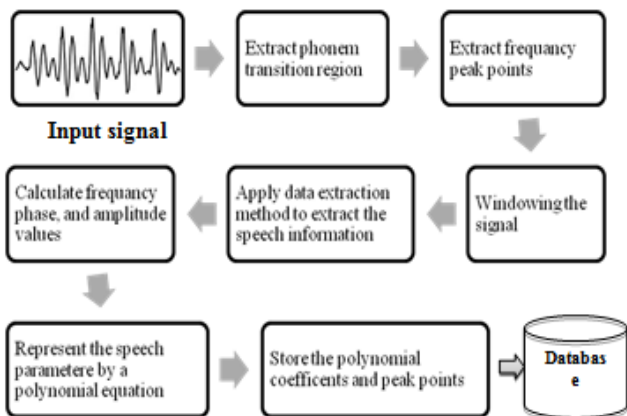 Extract phonem
transition region
Extract frequancy
peak points
Input signal
Windowing the
signal
Apply data extraction
method to extract the
speech information
Calculate frequancy
phase, and amplitude
values
Represent the speech
parametere by a
polynomial equation
Store the polynomial
coefficents and peak points
Databas
e